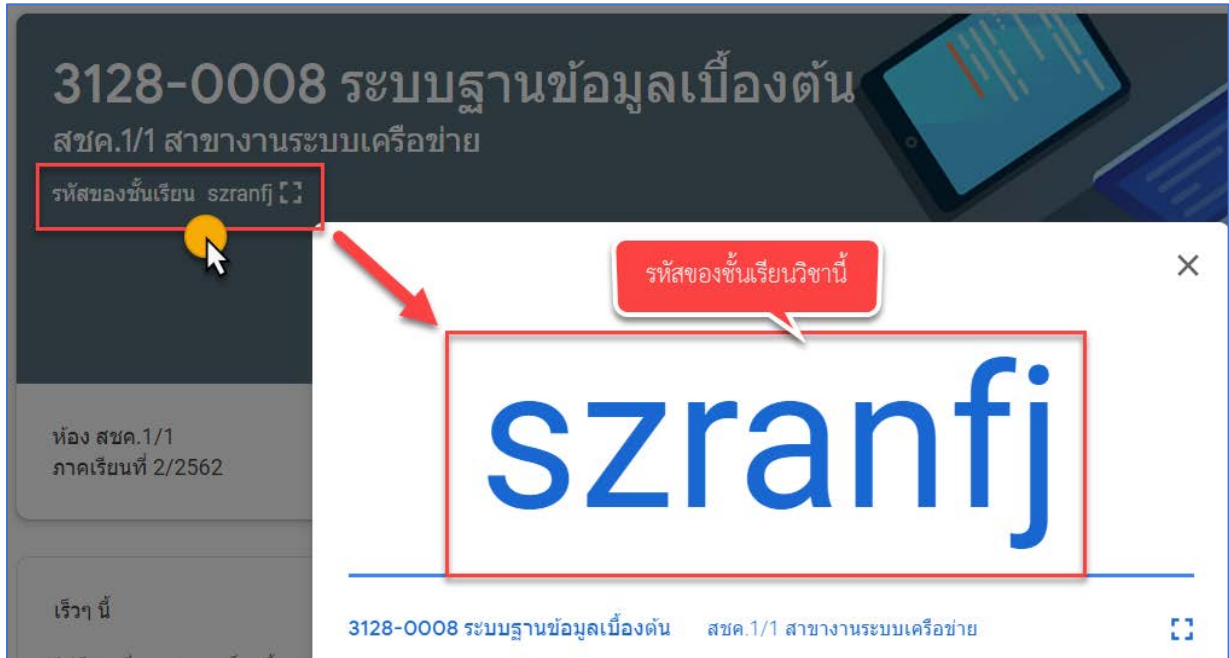 3128-0008 ระบบฐานข้อมูลเบื้องต้น
สชค.1/1 สาขางานระบบเครือข่าย
รหัสของชั้นเรียน szranfj
รหัสของชั้นเรียนวิชานี้
szranfj
ห้อง สชค.1/1
ภาคเรียนที่ 2/2562
เร็วๆ นี้
3128-0008 ระบบฐานข้อมูลเบื้องต้น สชค.1/1 สาขางานระบบเครือข่าย